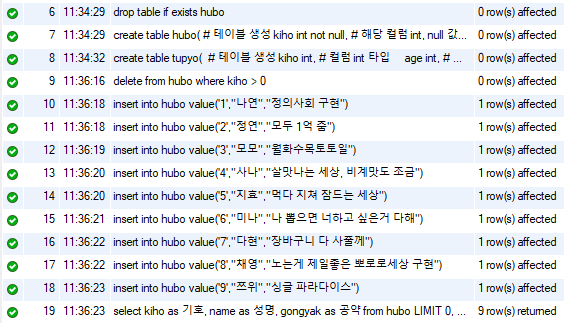 6 11:34:29 drop table if exists hubo 0 row(s) affected
7 11:34:29 create table hubo( # 테이블 생성 kiho int not null, # 해당 컬럼 int, null 값... 0 row(s) affected
8 11:34:32 create table tupyo( # 테이블 생성 kiho int, # 컬럼 int 타입 age int, # ... 0 row(s) affected
9 11:36:16 delete from hubo where kiho > 0 0 row(s) affected
10 11:36:18 insert into hubo value('1',"나연","정의사회 구현") 1 row(s) affected
11 11:36:18 insert into hubo value('2',"정연","모두 1억 줌") 1 row(s) affected
12 11:36:19 insert into hubo value('3',"모모","월화수목토토일") 1 row(s) affected
13 11:36:20 insert into hubo value('4',"사나","살맛나는 세상, 비계맛도 조금") 1 row(s) affected
14 11:36:20 insert into hubo value('5',"지효","먹다 지쳐 잠드는 세상") 1 row(s) affected
15 11:36:21 insert into hubo value('6',"미나","나 뽑으면 너하고 싶은거 다해") 1 row(s) affected
16 11:36:22 insert into hubo value('7',"다현","장바구니 다 사줄께") 1 row(s) affected
17 11:36:22 insert into hubo value('8',"채영","노는게 제일좋은 뽀로로세상 구현") 1 row(s) affected
18 11:36:23 insert into hubo value('9',"쯔위","싱글 파라다이스") 1 row(s) affected
19 11:36:23 select kiho as 기호, name as 성명, gongyak as 공약 from hubo LIMIT 0, ... 9 row(s) returned